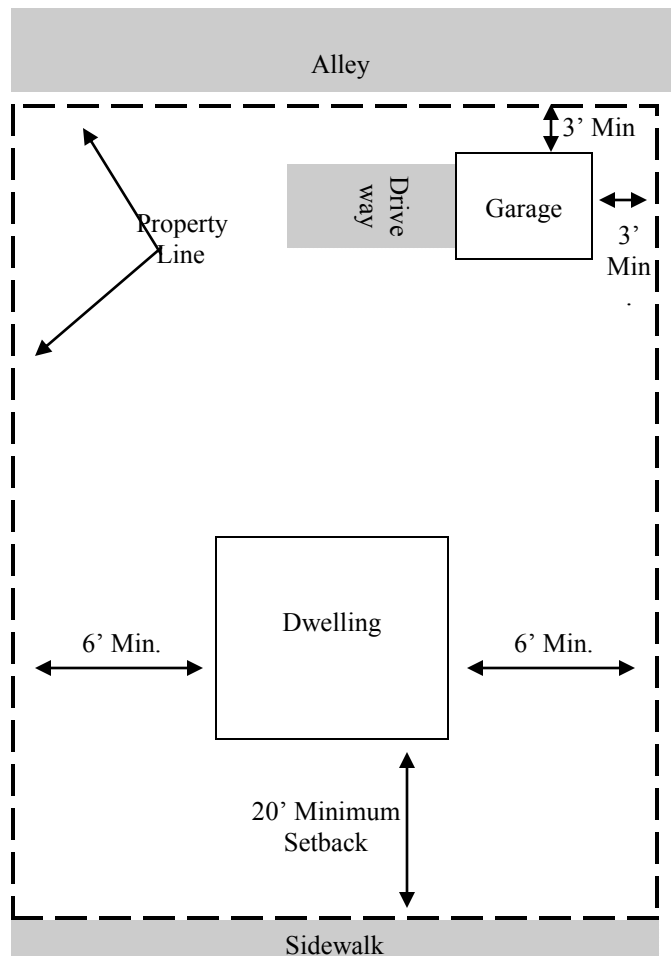 Alley
3’ Min
Drive
way
Garage
3’
Min
.
Property
Line
Dwelling
6’ Min.
6’ Min.
20’ Minimum
Setback
Sidewalk